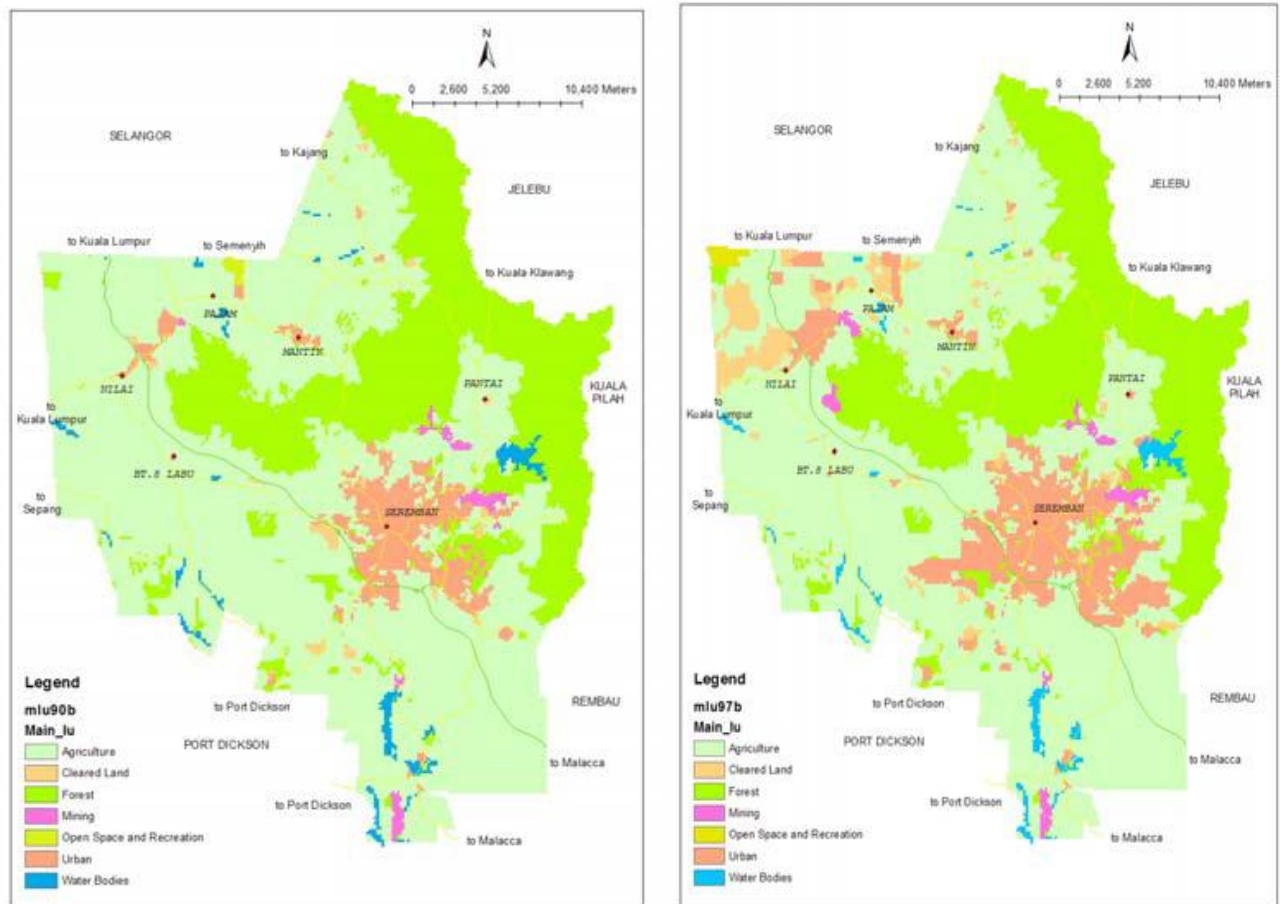 N
0 2,600 5,200 10,400 Meters
SELANGOR
to Kajang
JELEBU
to Kuala Lumpur
to Semenyih
to Kuala Klawang
PAJAM
MANTIN
NILAI
PANTAI
KUALA
PILAH
to
Kuala Lumpur
BT.8 LABU
to
Sepang
SEREMBAN
Legend
mlu90b
Main_lu
Agriculture
Cleared Land
Forest
Mining
Open Space and Recreation
Urban
Water Bodies
to Port Dickson
REMBAU
PORT DICKSON
to Malacca
to Port Dickson
to Malacca
N
0 2,600 5,200 10,400 Meters
SELANGOR
to Kajang
JELEBU
to Kuala Lumpur
to Semenyih
to Kuala Klawang
PAJAM
MANTIN
NILAI
PANTAI
KUALA
PILAH
to
Kuala Lumpur
BT.8 LABU
to
Sepang
SEREMBAN
Legend
mlu97b
Main_lu
Agriculture
Cleared Land
Forest
Mining
Open Space and Recreation
Urban
Water Bodies
to Port Dickson
REMBAU
PORT DICKSON
to Malacca
to Port Dickson
to Malacca